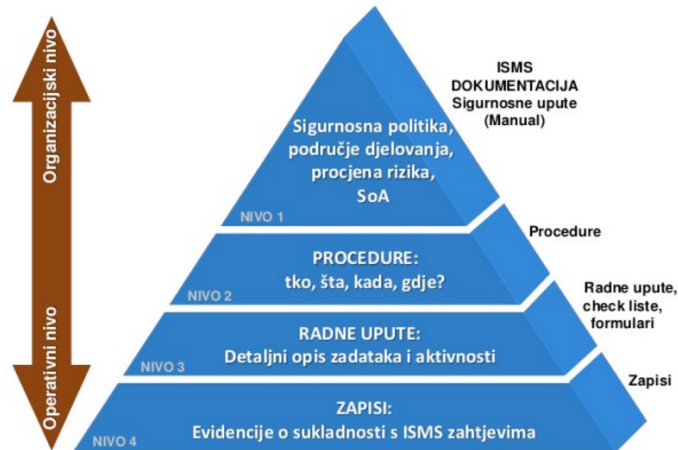 Organizacijski nivo
Operativni nivo
ISMS
DOKUMENTACIJA
Sigurnosne upute
(Manual)
Sigurnosna politika,
područje djelovanja,
procjena rizika,
SoA
NIVO 1
Procedure
PROCEDURE:
tko, šta, kada, gdje?
NIVO 2
Radne upute,
check liste,
formulari
RADNE UPUTE:
Detaljni opis zadataka i aktivnosti
NIVO 3
Zapisi
ZAPISI:
Evidencije o sukladnosti s ISMS zahtjevima
NIVO 4